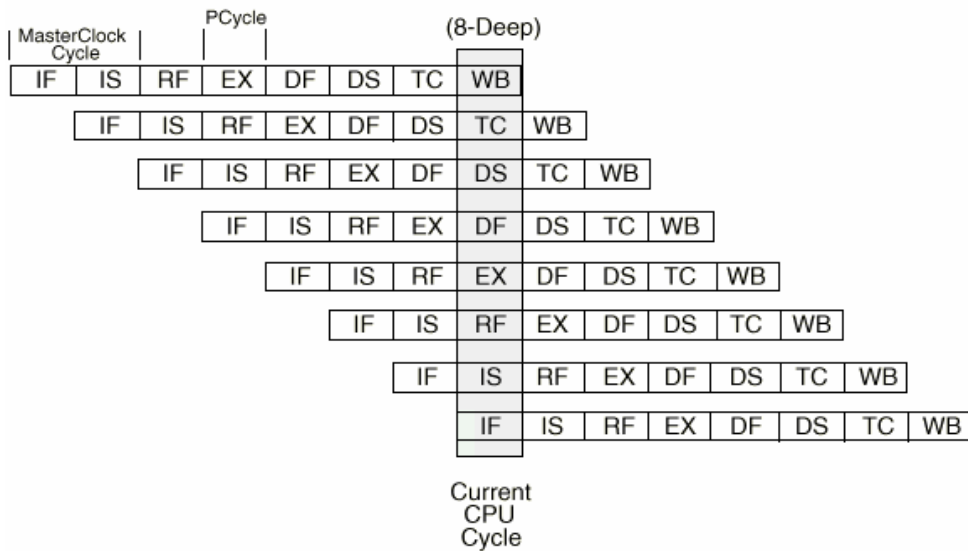 PCycle
MasterClock
Cycle
(8-Deep)
IF IS RF EX DF DS TC WB
IF IS RF EX DF DS TC WB
IF IS RF EX DF DS TC WB
IF IS RF EX DF DS TC WB
IF IS RF EX DF DS TC WB
IF IS RF EX DF DS TC WB
IF IS RF EX DF DS TC WB
IF IS RF EX DF DS TC WB
Current
CPU
Cycle